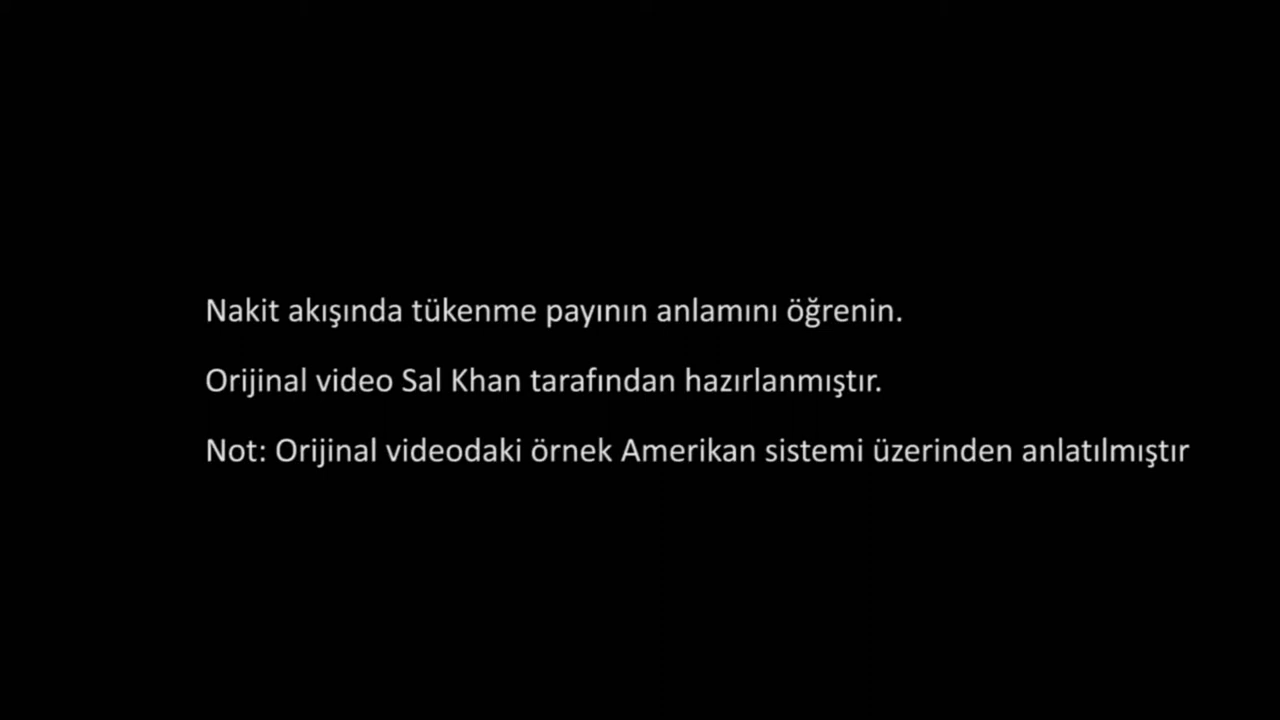 Nakit akışında tükenme payının anlamını öğrenin.
Orijinal video Sal Khan tarafından hazırlanmıştır.
Not: Orijinal videodaki örnek Amerikan sistemi üzerinden anlatılmıştır